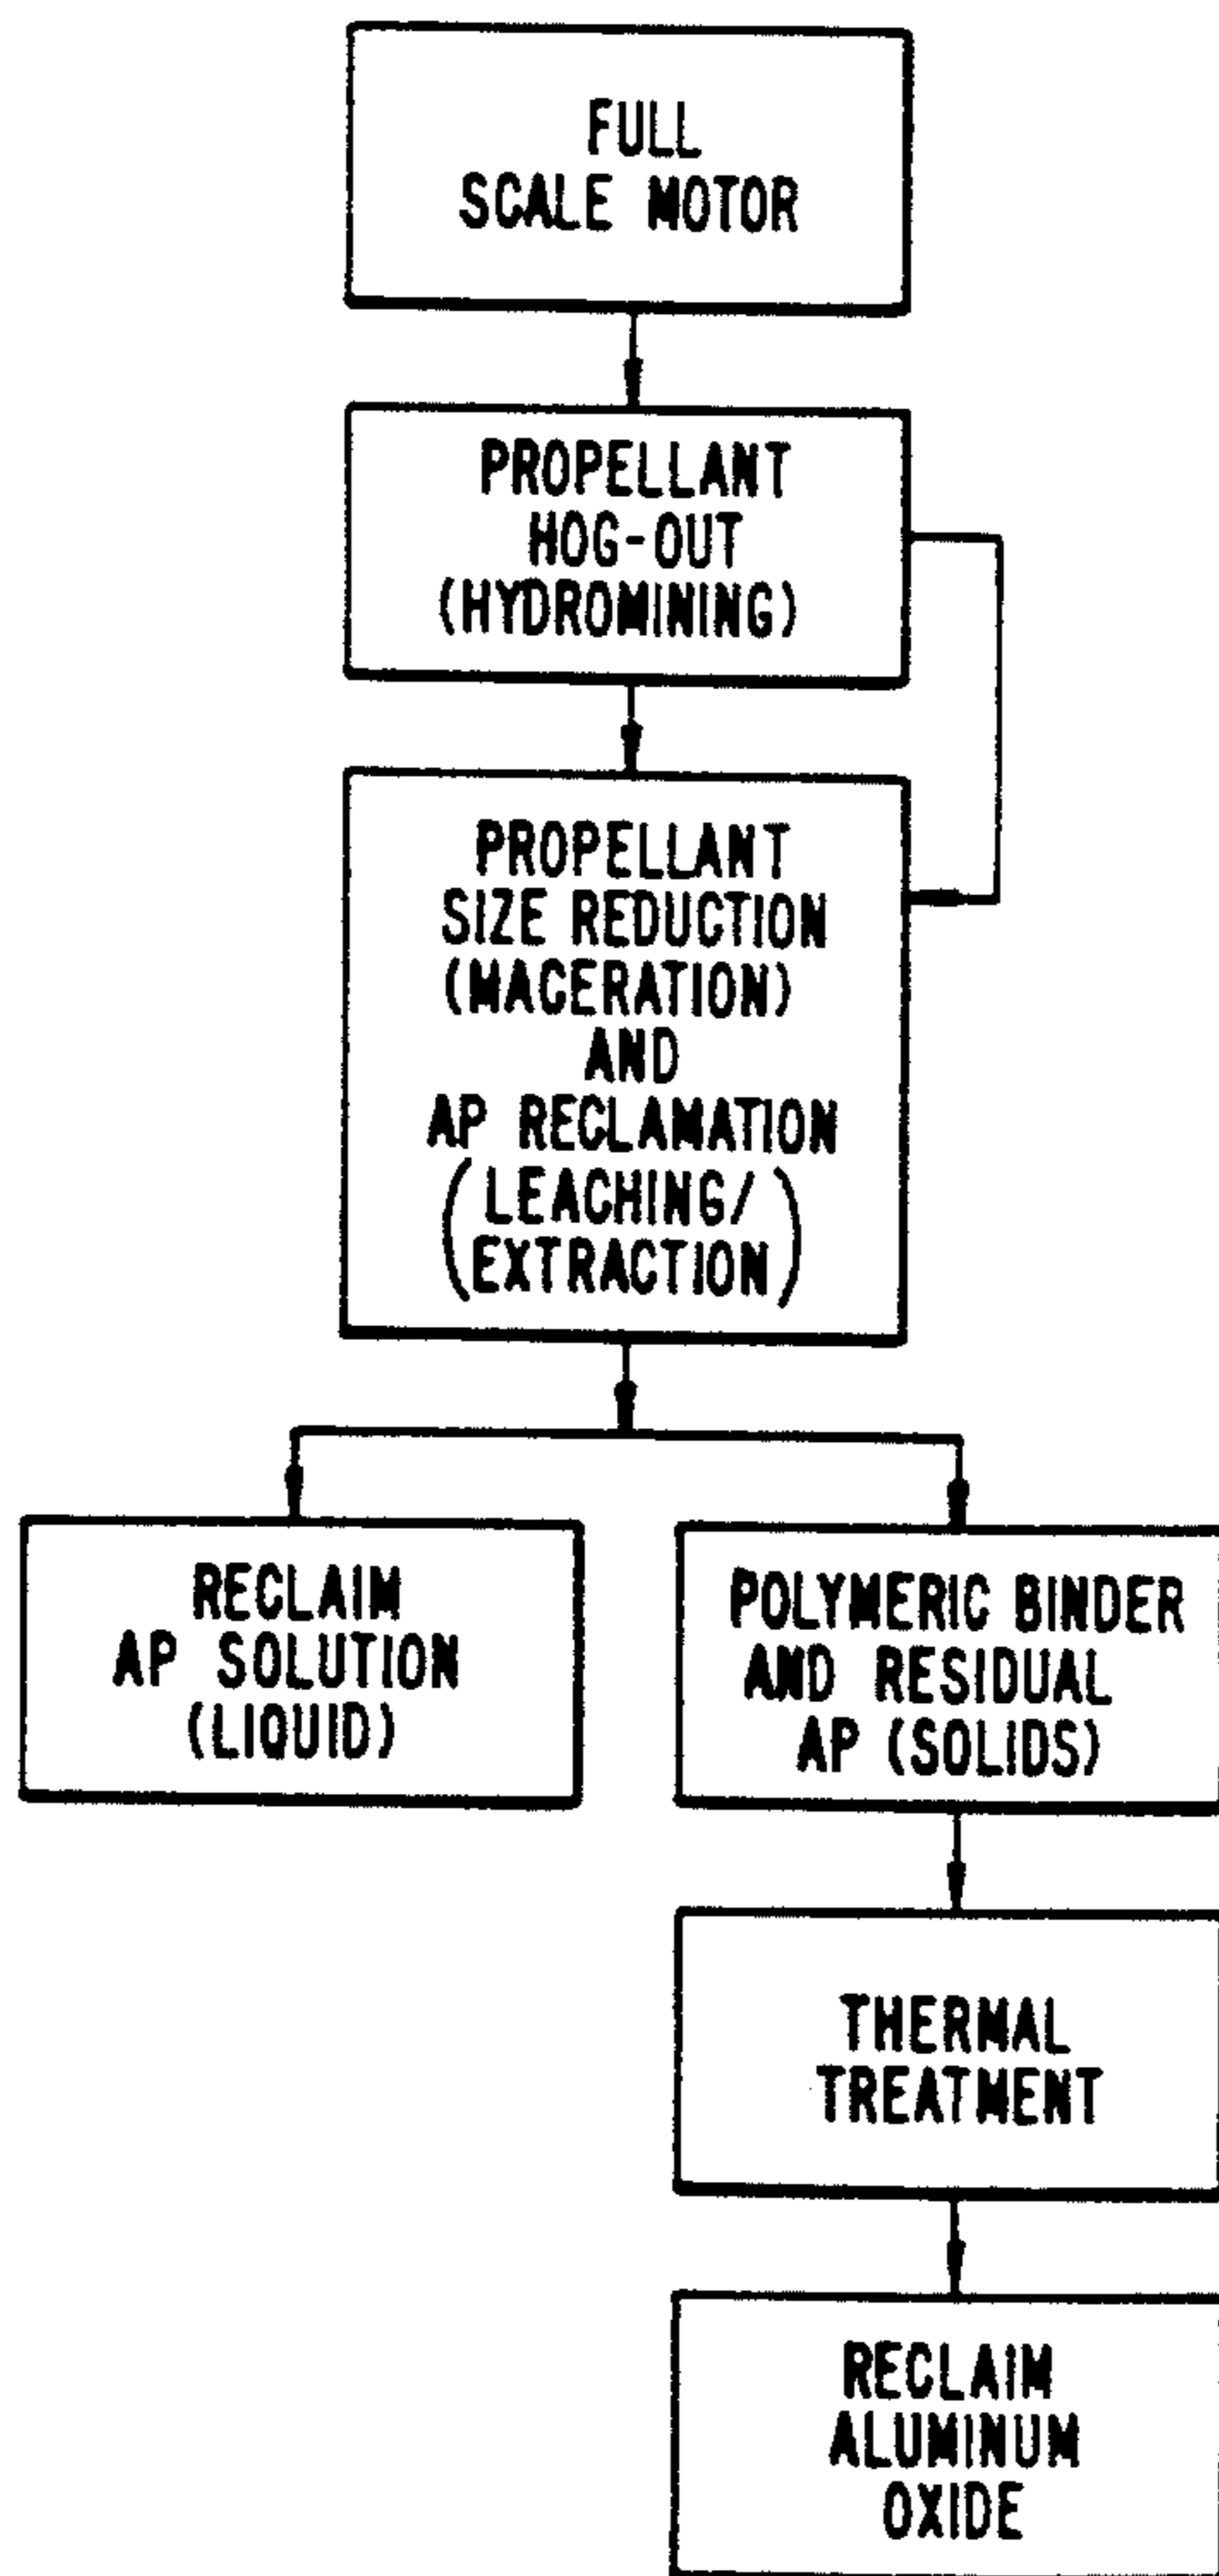 FULL
SCALE MOTOR
PROPELLANT
HOG-OUT
(HYDROMINING)
PROPELLANT
SIZE REDUCTION
(MACERATION)
AND
AP RECLAMATION
(LEACHING/
EXTRACTION)
RECLAIM
AP SOLUTION
(LIQUID)
POLYMERIC BINDER
AND RESIDUAL
AP (SOLIDS)
THERMAL
TREATMENT
RECLAIM
ALUMINUM
OXIDE